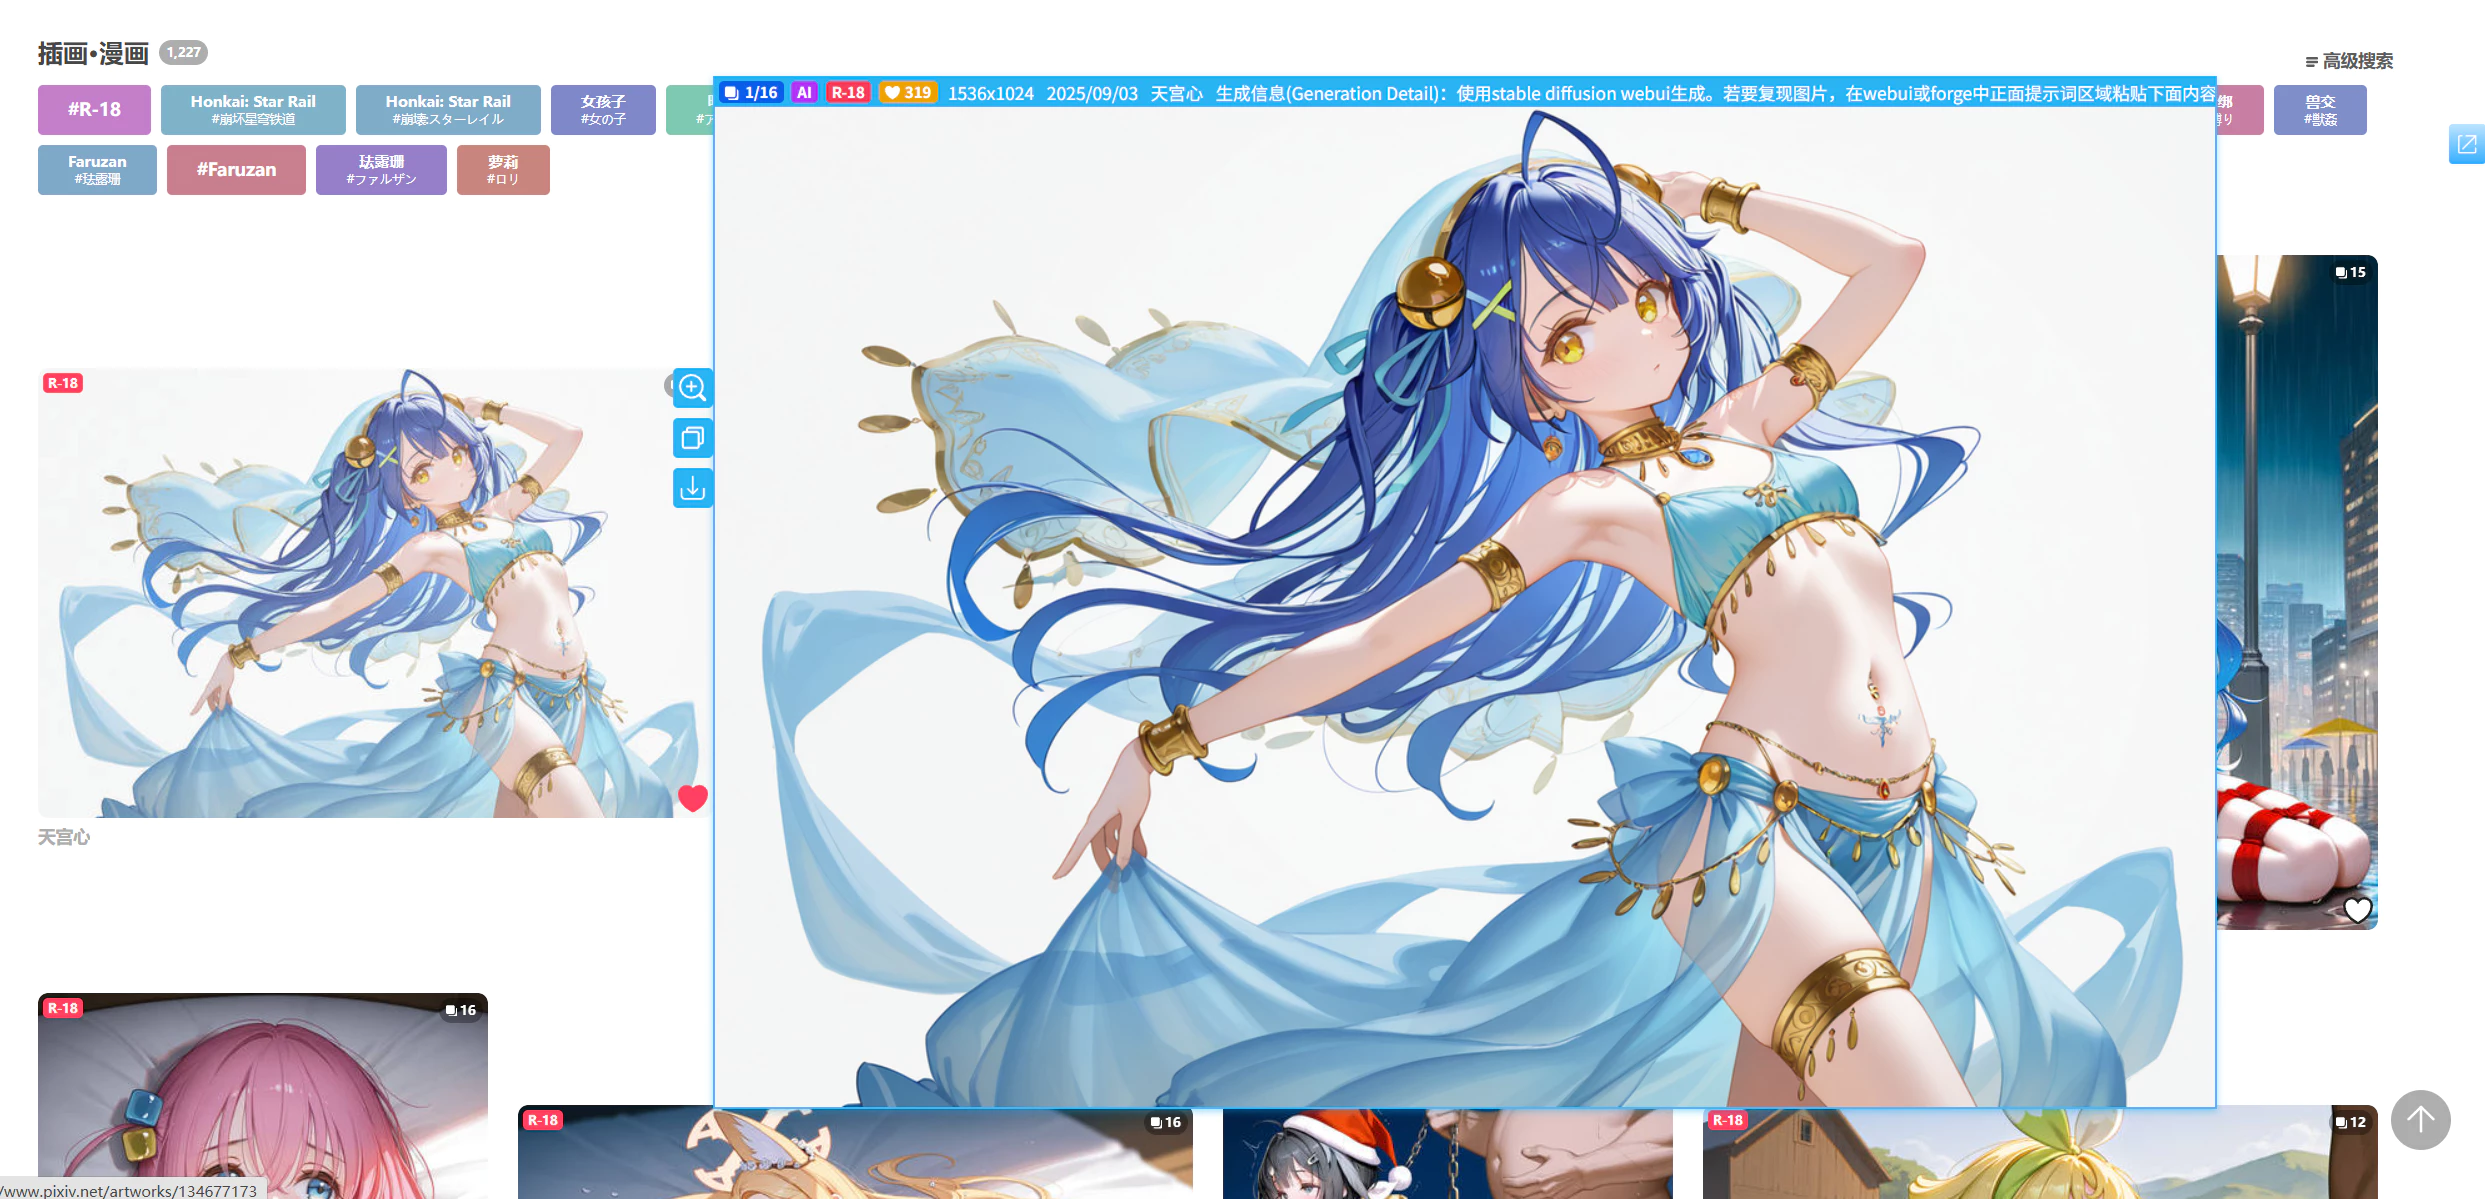 插画•漫画 1,227
高级搜索
#R-18
Honkai: Star Rail
#崩坏星穹铁道
Honkai: Star Rail
#崩壊:スターレイル
女孩子
#女の子
绑
兽交
#獣姦
Faruzan
#珐露珊
#Faruzan
珐露珊
#ファルザン
萝莉
#ロリ
1/16 AI R-18 319 1536x1024 2025/09/03 天宫心 生成信息(Generation Detail)：使用stable diffusion webui生成。若要复现图片，在webui或forge中正面提示词区域粘贴下面内容
R-18
15
天宫心
R-18
16
R-18
16
R-18
12
/www.pixiv.net/artworks/134677173